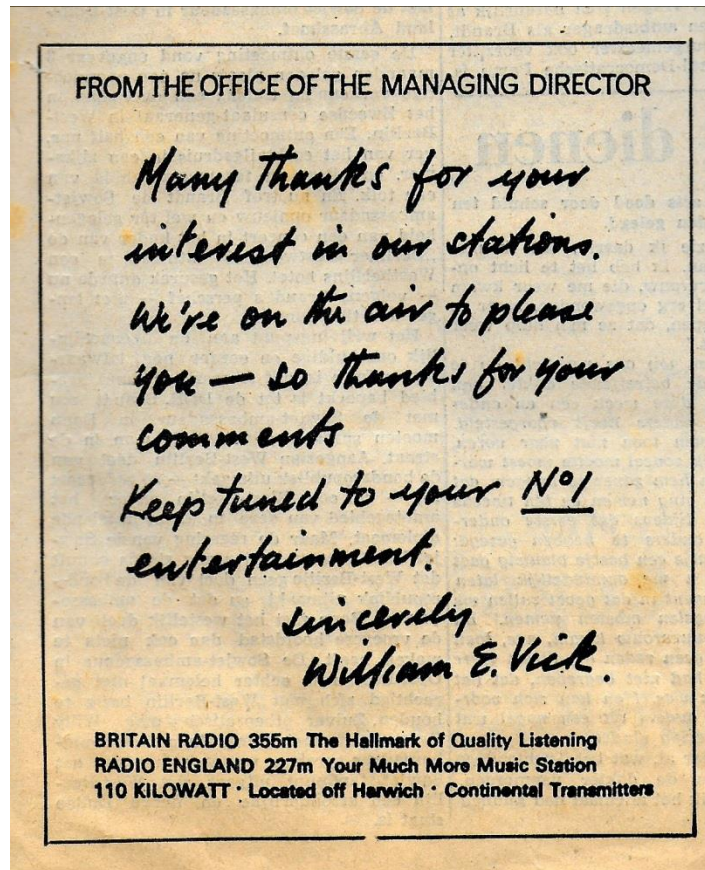 FROM THE OFFICE OF THE MANAGING DIRECTOR
Many thanks for your
interest in our stations.
We're on the air to please
you — so thanks for your
comments
Keep tuned to your No1
entertainment.
Sincerely
William E. Vick.
BRITAIN RADIO 355m The Hallmark of Quality Listening
RADIO ENGLAND 227m Your Much More Music Station
110 KILOWATT · Located off Harwich · Continental Transmitters